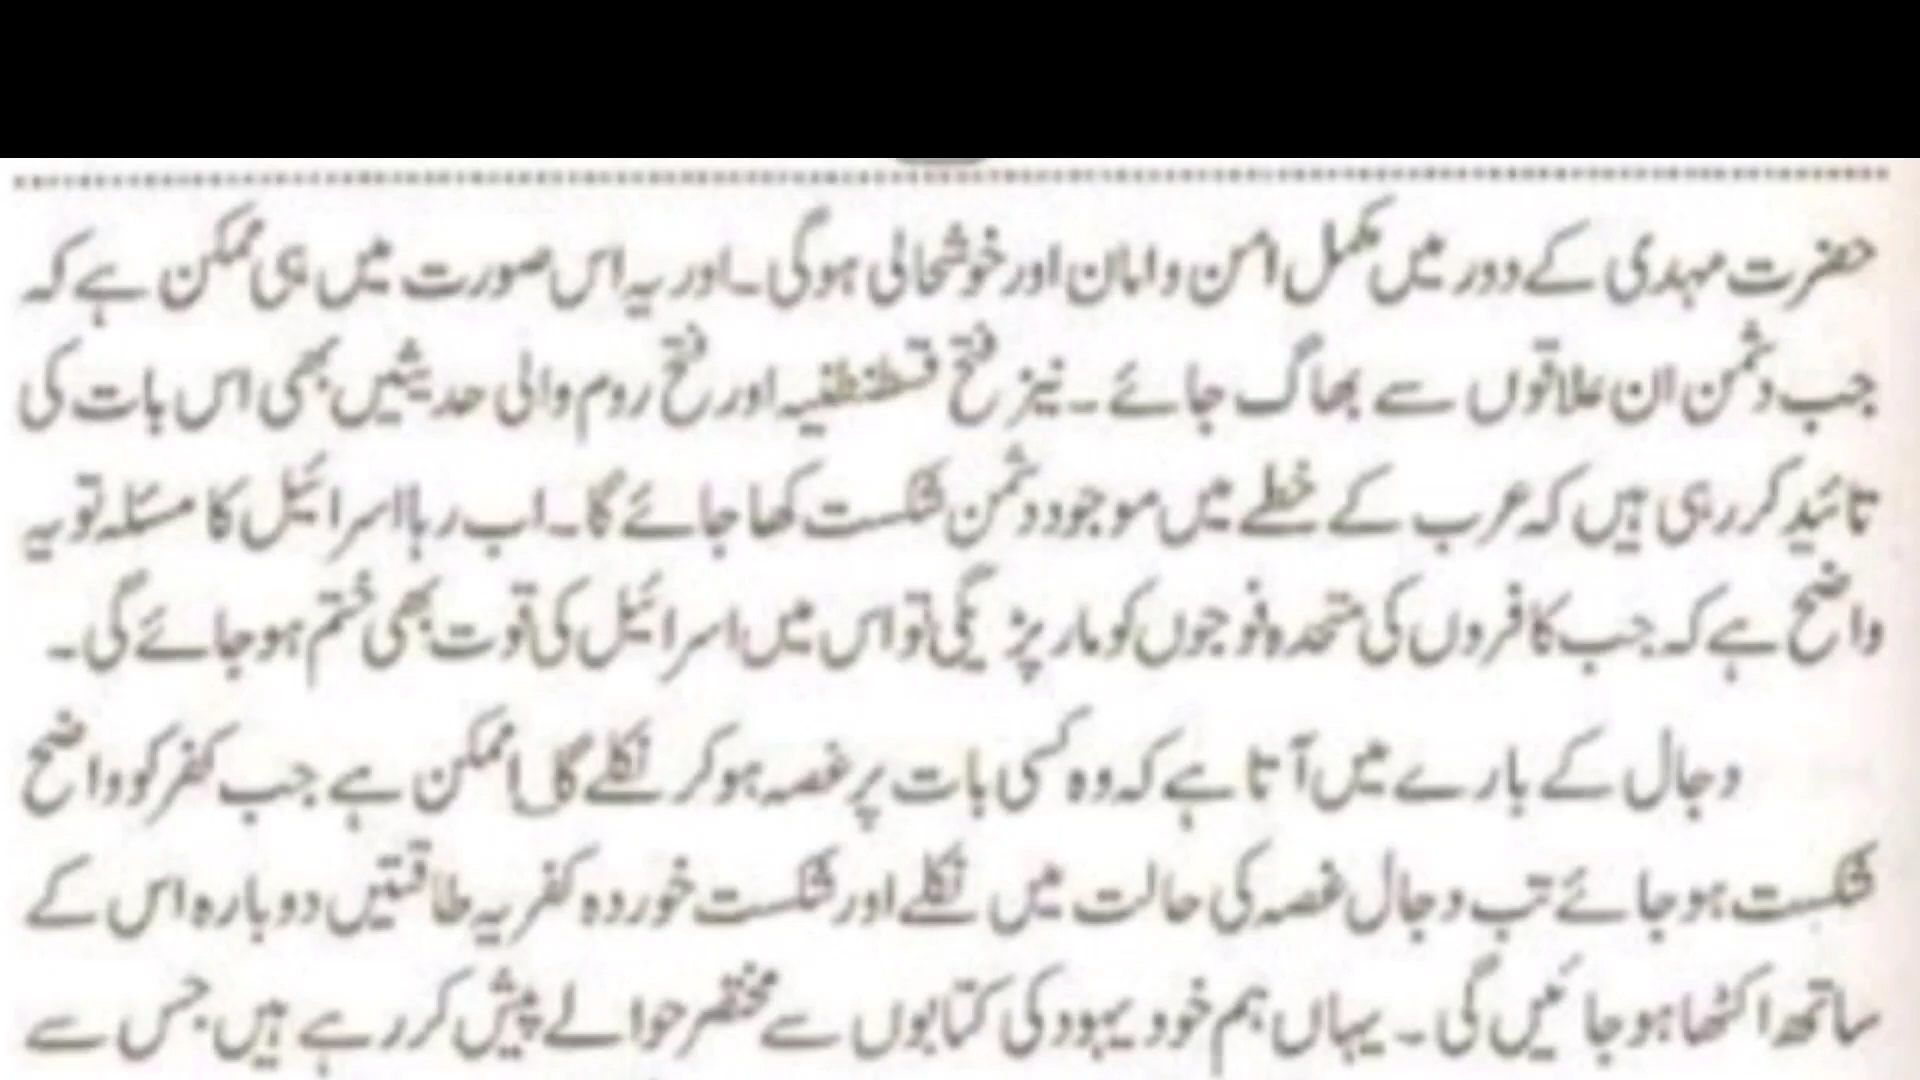 حضرت مہدی کے دور میں مکمل امن و امان اور خوشحالی ہوگی۔ اور یہ اس صورت میں ہی ممکن ہے کہ
جب دشمن ان علاقوں سے بھاگ جائے۔ نیز فتح قسطنطنیہ اور فتح روم والی حدیثیں بھی اس بات کی
تائید کر رہی ہیں کہ عرب کے خطے میں موجود دشمن شکست کھا جائے گا۔ اب رہا اسرائیل کا مسئلہ تو یہ
واضح ہے کہ جب کافروں کی متحدہ فوجوں کو مار پڑیگی تو اس میں اسرائیل کی قوت بھی ختم ہو جائے گی۔
دجال کے بارے میں آتا ہے کہ وہ کسی بات پر غصہ ہو کر نکلے گا۔ ممکن ہے جب کفر کو واضح
شکست ہو جائے تب دجال غصہ کی حالت میں نکلے اور شکست خوردہ کفریہ طاقتیں دوبارہ اس کے
ساتھ اکٹھا ہو جائیں گی۔ یہاں ہم خود یہود کی کتابوں سے مختصر حوالے پیش کر رہے ہیں جس سے